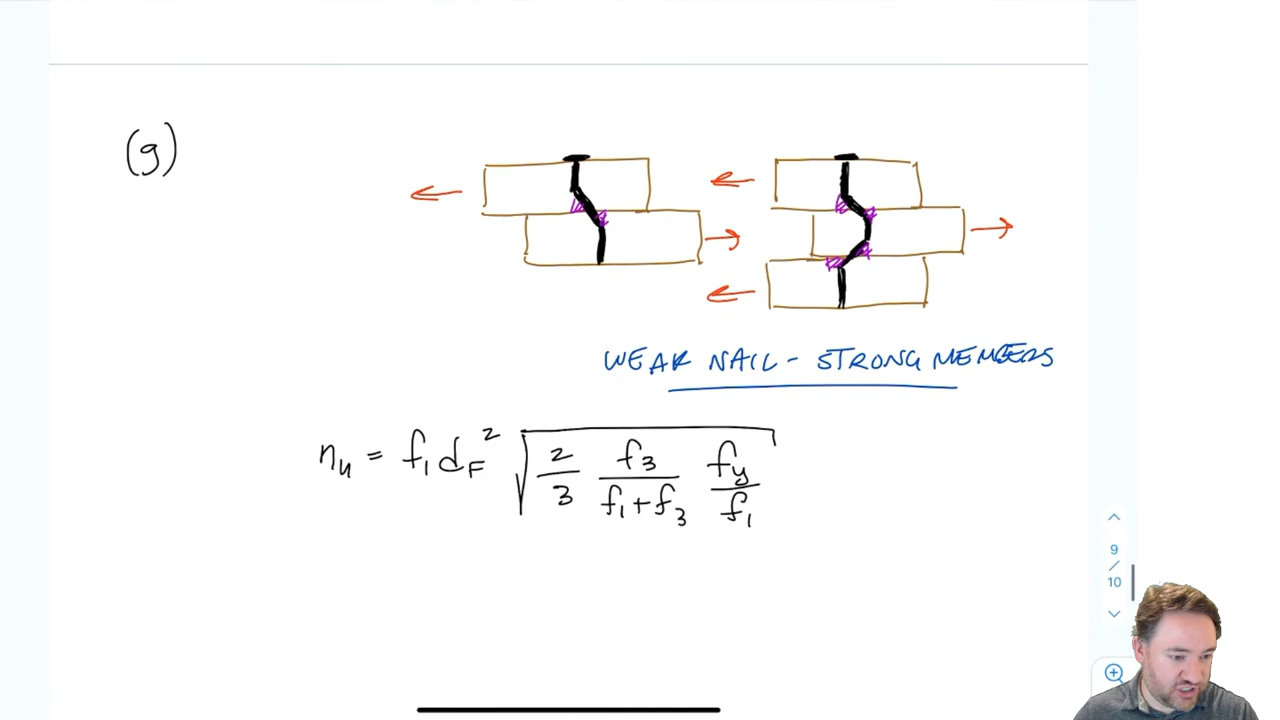 (g)
WEAK NAIL - STRONG MEMBERS
n_u = f_1 d_F^2 √(2/3 f_3/(f_1+f_3) f_y/f_1)
9
/
10